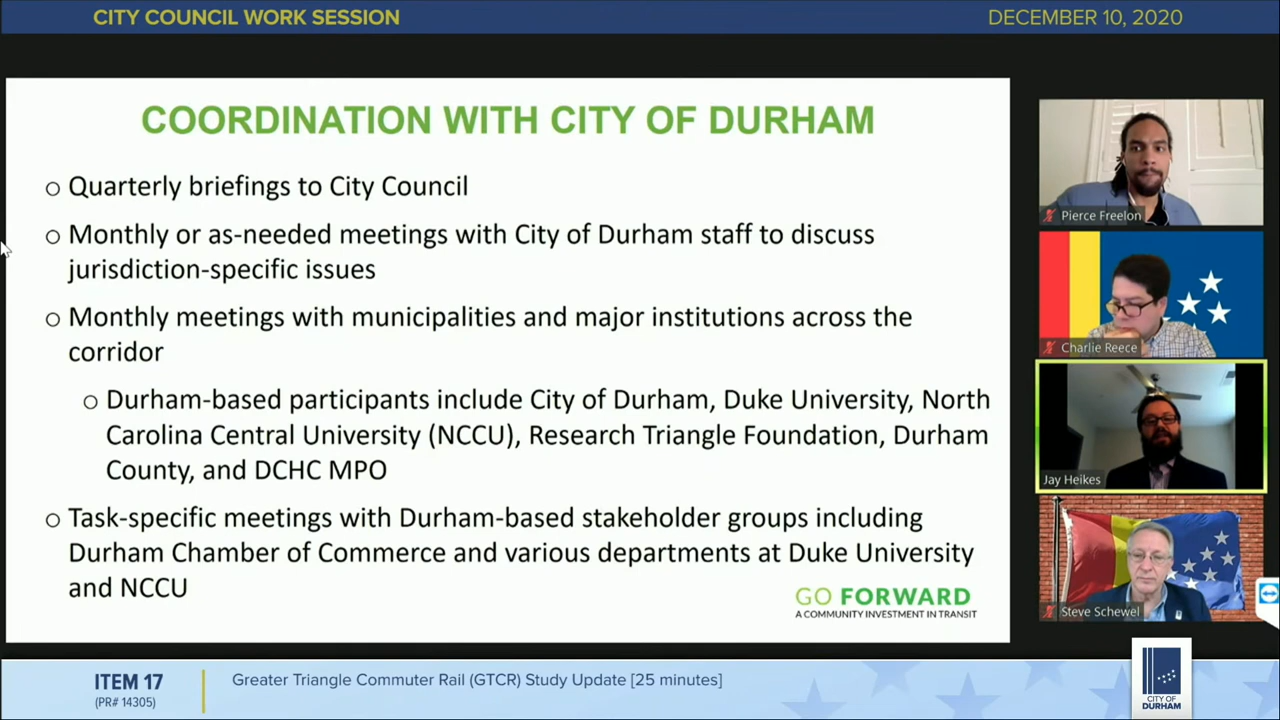 CITY COUNCIL WORK SESSION
DECEMBER 10, 2020
COORDINATION WITH CITY OF DURHAM
o Quarterly briefings to City Council
o Monthly or as-needed meetings with City of Durham staff to discuss
jurisdiction-specific issues
o Monthly meetings with municipalities and major institutions across the
corridor
o Durham-based participants include City of Durham, Duke University, North
Carolina Central University (NCCU), Research Triangle Foundation, Durham
County, and DCHC MPO
o Task-specific meetings with Durham-based stakeholder groups including
Durham Chamber of Commerce and various departments at Duke University
and NCCU
GO FORWARD
A COMMUNITY INVESTMENT IN TRANSIT
Pierce Freelon
Charlie Reece
Jay Heikes
Steve Schewel
ITEM 17
(PR# 14305)
Greater Triangle Commuter Rail (GTCR) Study Update [25 minutes]
CITY OF
DURHAM